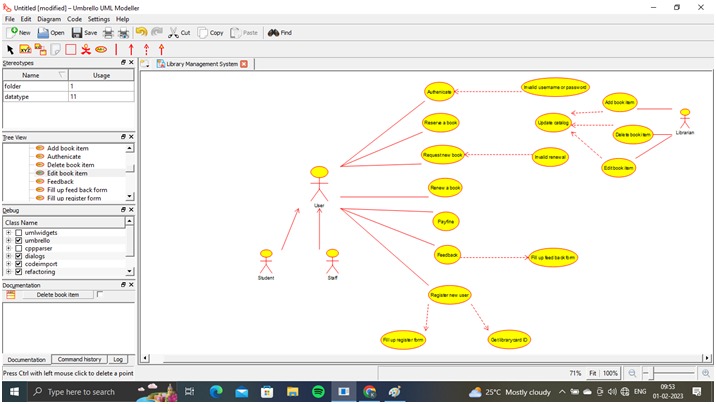 Untitled [modified] – Umbrello UML Modeller
File Edit Diagram Code Settings Help
New Open Save Cut Copy Paste Find
Stereotypes
Name Usage
folder 1
datatype 11
Tree View
Add book item
Authenicate
Delete book item
Edit book item
Feedback
Fill up feed back form
Fill up register form
Debug
Class Name
umlwidgets
umbrello
cppparser
dialogs
codeimport
refactoring
Documentation
Delete book item
Documentation Command history Log
Press Ctrl with left mouse click to delete a point
Library Management System
Authenicate
Invalid username or password
Reserve a book
Request new book
Invalid renewal
Renew a book
Payfine
Feedback
Fill up feed back form
Register new user
Fill up register form
Get library card ID
User
Student
Staff
Add book item
Update catalog
Delete book item
Edit book item
Librarian
71% Fit 100%
Type here to search
25°C Mostly cloudy
ENG
09:53
01-02-2023